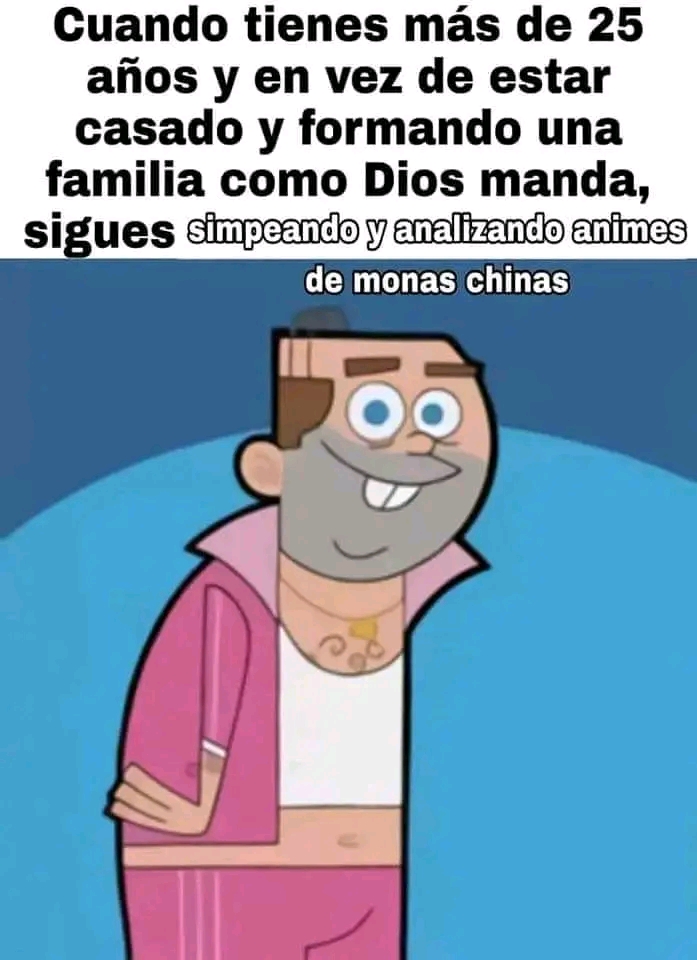 Cuando tienes más de 25
años y en vez de estar
casado y formando una
familia como Dios manda,
sigues simpeando y analizando animes
de monas chinas